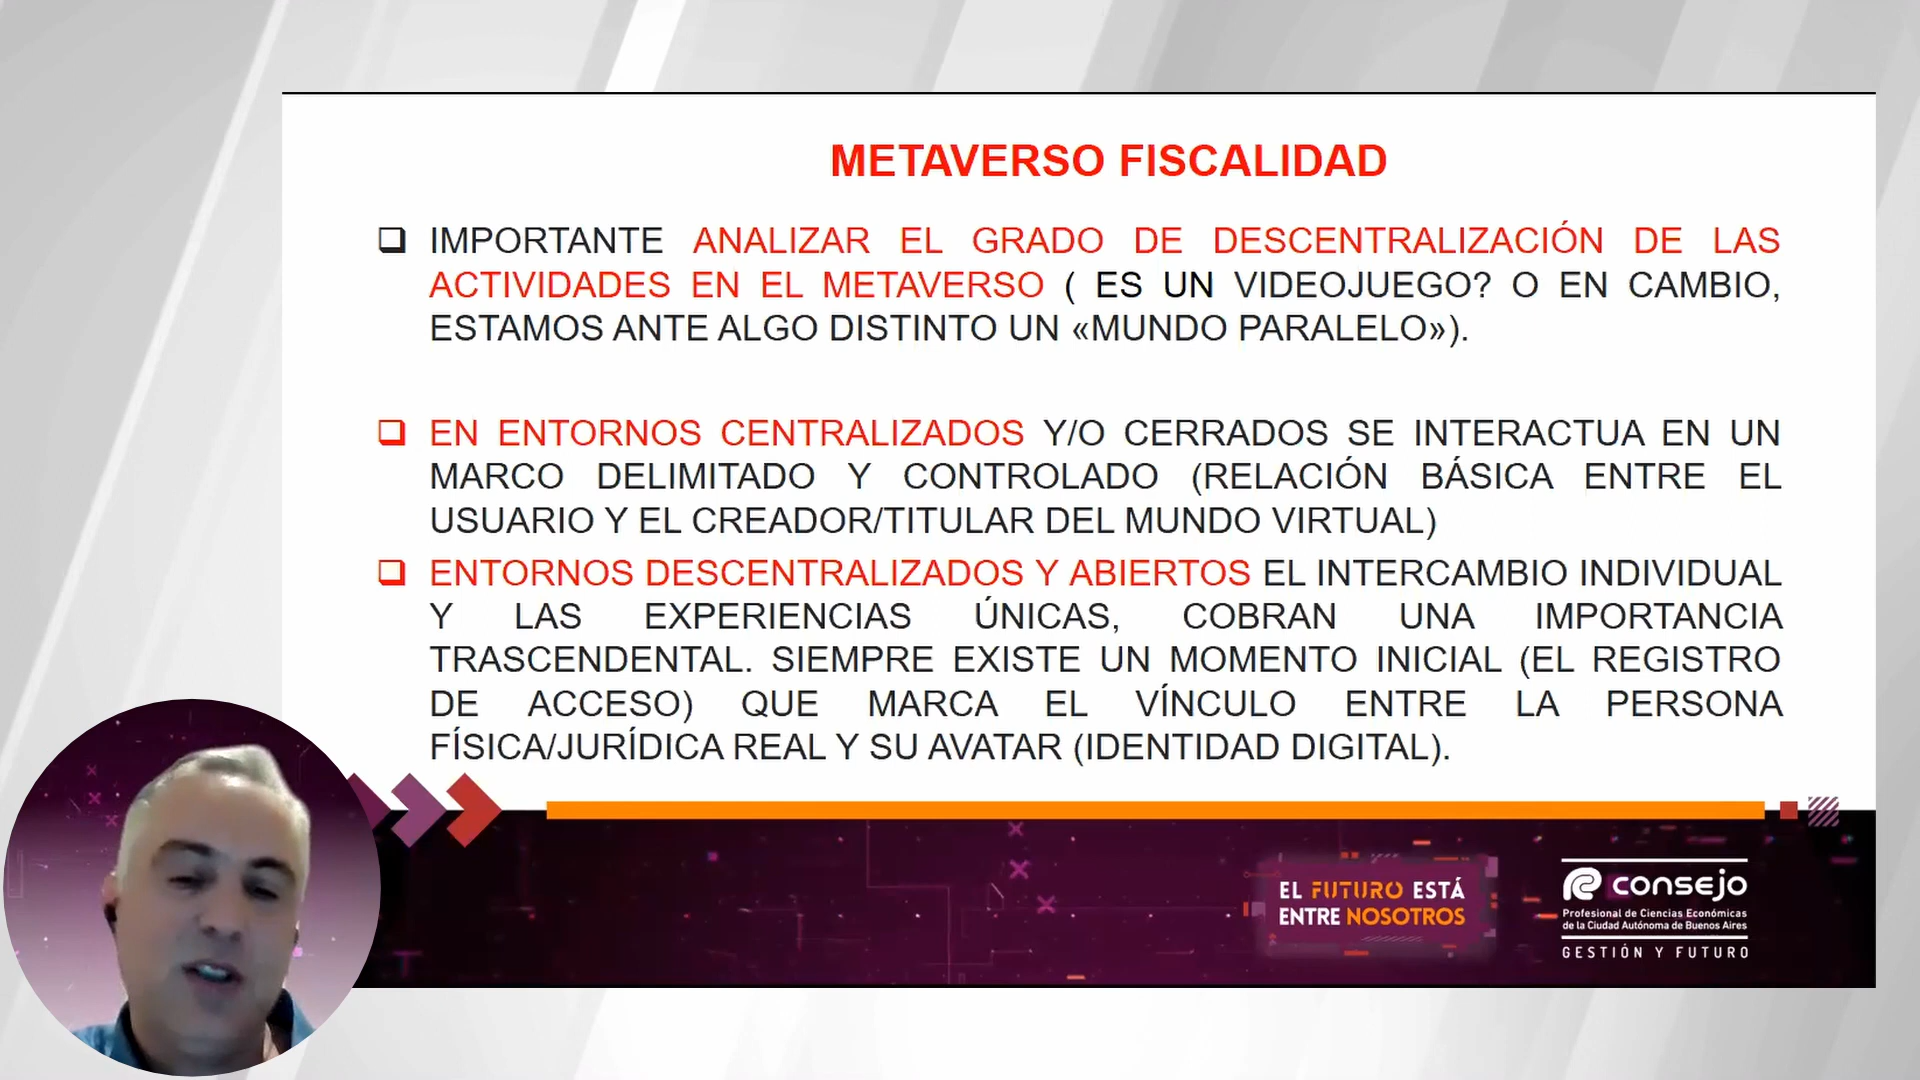 METAVERSO FISCALIDAD
IMPORTANTE ANALIZAR EL GRADO DE DESCENTRALIZACIÓN DE LAS
ACTIVIDADES EN EL METAVERSO ( ES UN VIDEOJUEGO? O EN CAMBIO,
ESTAMOS ANTE ALGO DISTINTO UN «MUNDO PARALELO»).
EN ENTORNOS CENTRALIZADOS Y/O CERRADOS SE INTERACTUA EN UN
MARCO DELIMITADO Y CONTROLADO (RELACIÓN BÁSICA ENTRE EL
USUARIO Y EL CREADOR/TITULAR DEL MUNDO VIRTUAL)
ENTORNOS DESCENTRALIZADOS Y ABIERTOS EL INTERCAMBIO INDIVIDUAL
Y LAS EXPERIENCIAS ÚNICAS, COBRAN UNA IMPORTANCIA
TRASCENDENTAL. SIEMPRE EXISTE UN MOMENTO INICIAL (EL REGISTRO
DE ACCESO) QUE MARCA EL VÍNCULO ENTRE LA PERSONA
FÍSICA/JURÍDICA REAL Y SU AVATAR (IDENTIDAD DIGITAL).
EL FUTURO ESTÁ
ENTRE NOSOTROS
consejo
Profesional de Ciencias Económicas
de la Ciudad Autónoma de Buenos Aires
GESTIÓN Y FUTURO